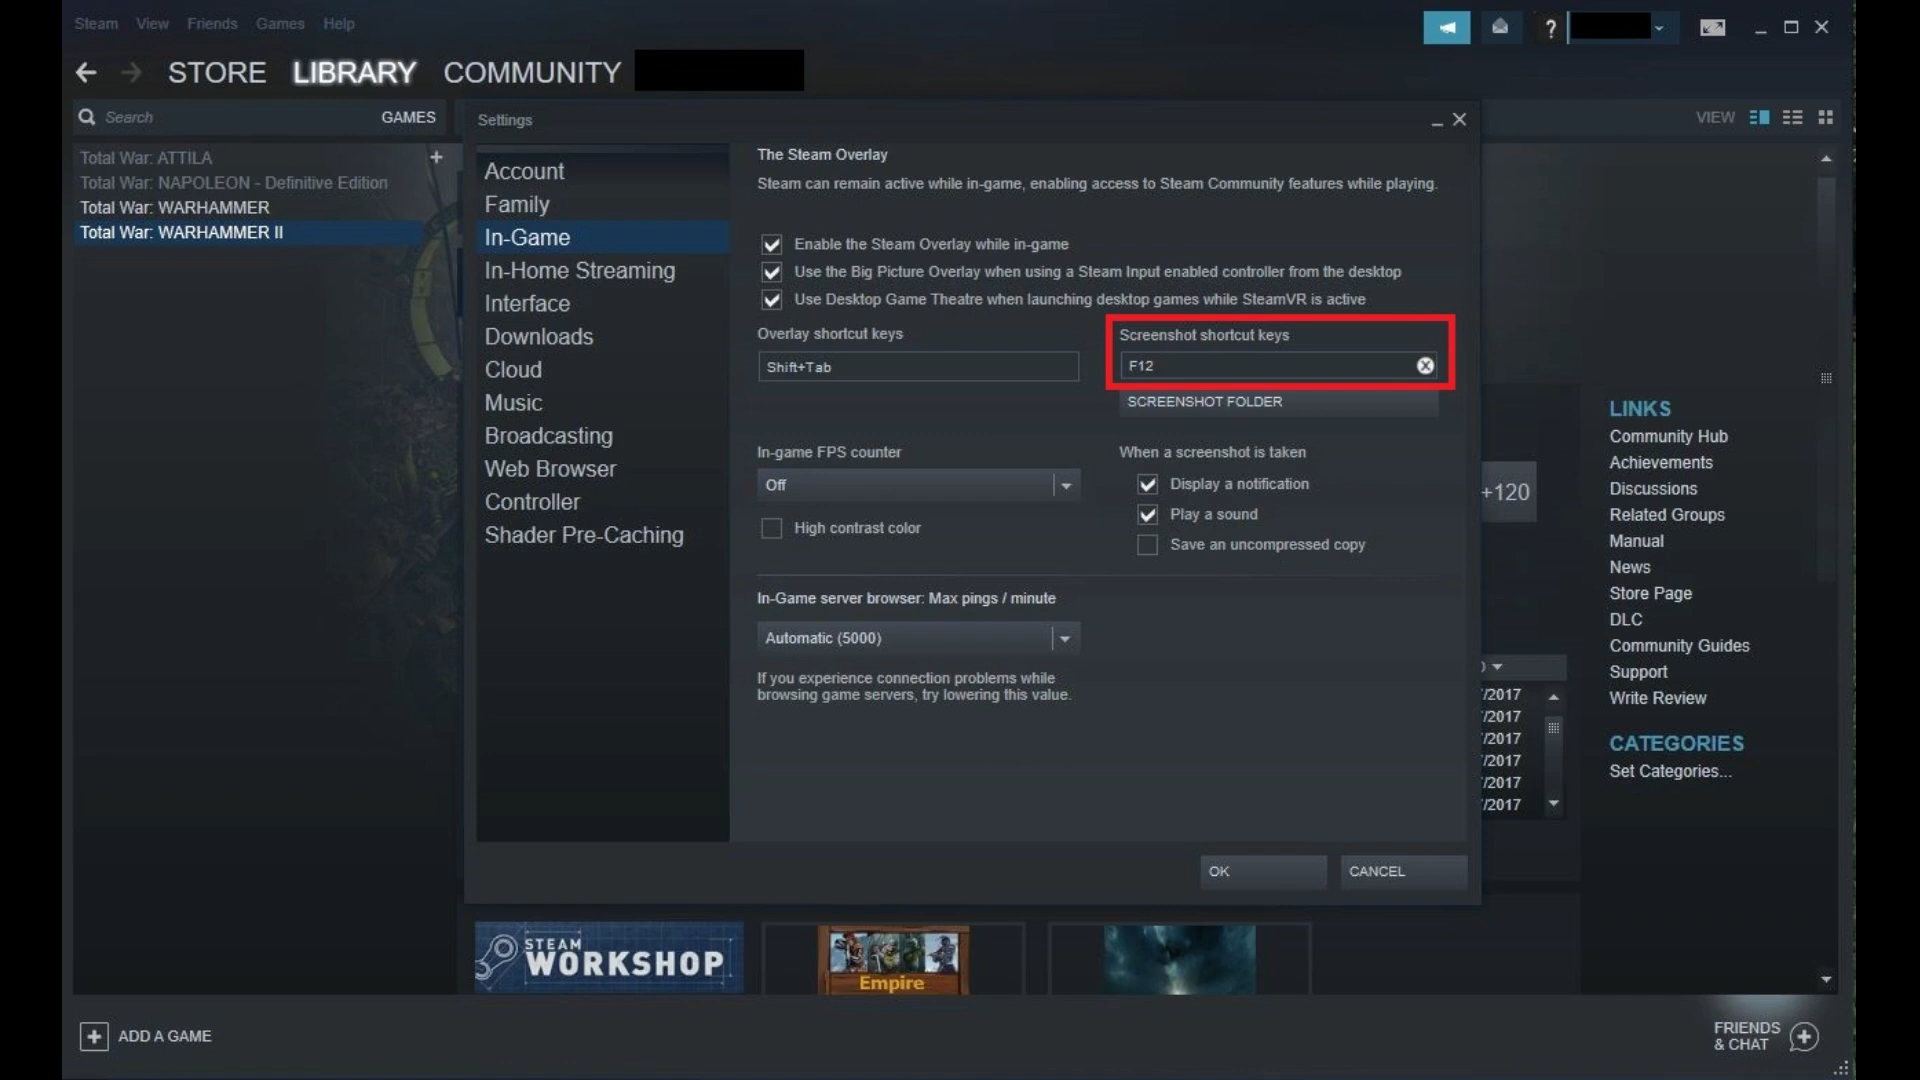 Steam View Friends Games Help
?
STORE LIBRARY COMMUNITY
Search GAMES
VIEW
Total War: ATTILA
Total War: NAPOLEON - Definitive Edition
Total War: WARHAMMER
Total War: WARHAMMER II
Settings
Account
Family
In-Game
In-Home Streaming
Interface
Downloads
Cloud
Music
Broadcasting
Web Browser
Controller
Shader Pre-Caching
The Steam Overlay
Steam can remain active while in-game, enabling access to Steam Community features while playing.
Enable the Steam Overlay while in-game
Use the Big Picture Overlay when using a Steam Input enabled controller from the desktop
Use Desktop Game Theatre when launching desktop games while SteamVR is active
Overlay shortcut keys
Shift+Tab
Screenshot shortcut keys
F12
SCREENSHOT FOLDER
In-game FPS counter
Off
High contrast color
When a screenshot is taken
Display a notification
Play a sound
Save an uncompressed copy
In-Game server browser: Max pings / minute
Automatic (5000)
If you experience connection problems while
browsing game servers, try lowering this value.
OK CANCEL
+120
/2017
/2017
/2017
/2017
/2017
/2017
LINKS
Community Hub
Achievements
Discussions
Related Groups
Manual
News
Store Page
DLC
Community Guides
Support
Write Review
CATEGORIES
Set Categories...
STEAM
WORKSHOP
Empire
ADD A GAME
FRIENDS
& CHAT